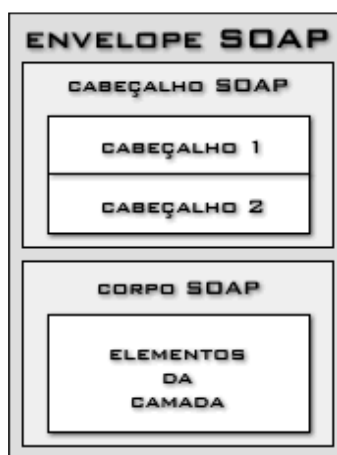 ENVELOPE SOAP
CABEÇALHO SOAP
CABEÇALHO 1
CABEÇALHO 2
CORPO SOAP
ELEMENTOS
DA
CAMADA